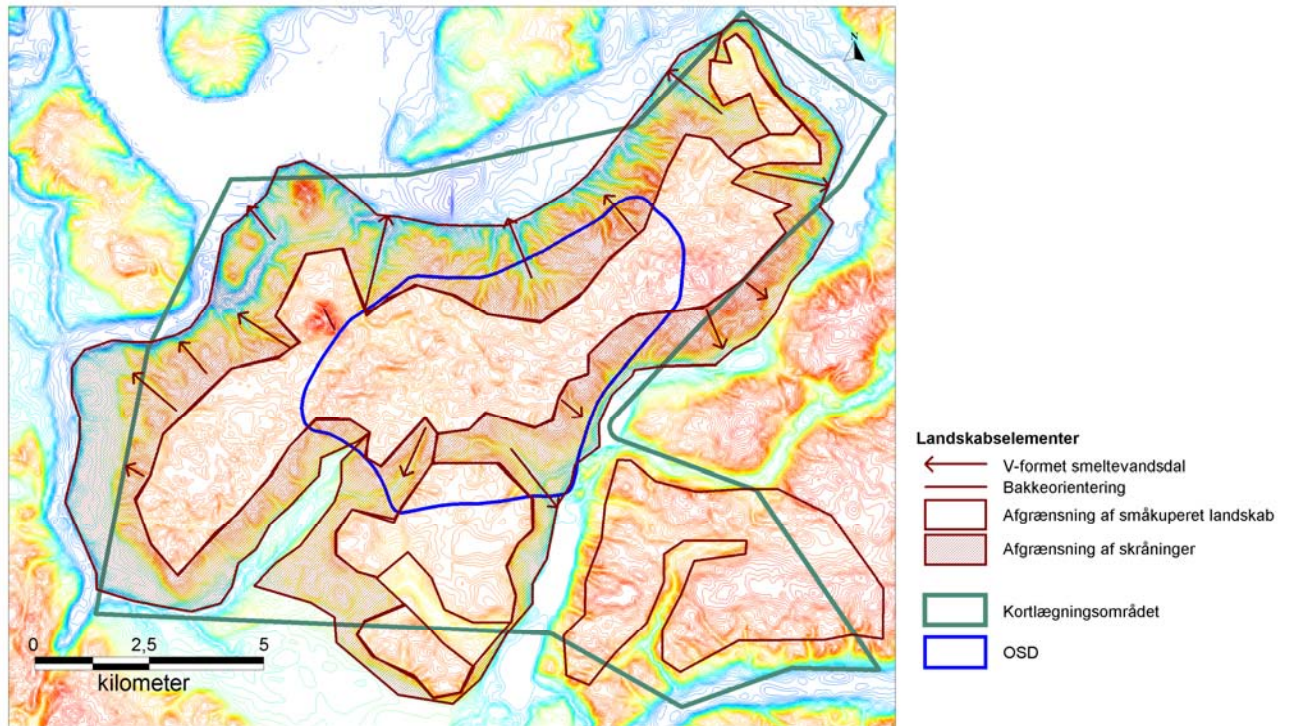 N
Landskabselementer
V-formet smeltevandsdal
Bakkeorientering
Afgrænsning af småkuperet landskab
Afgrænsning af skråninger
Kortlægningsområdet
OSD
0 2,5 5
kilometer